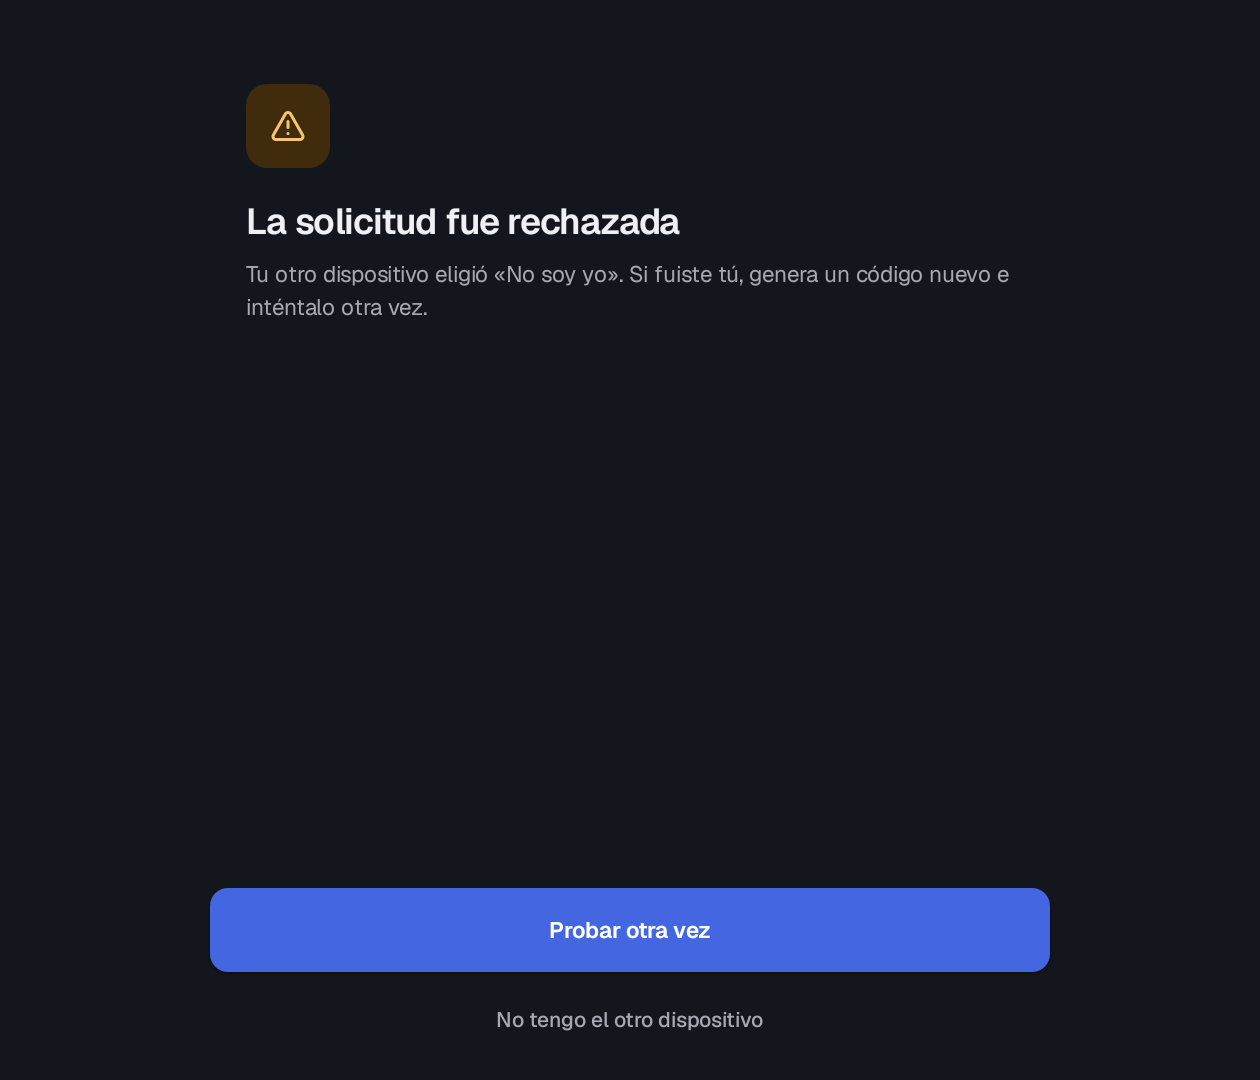 La solicitud fue rechazada
Tu otro dispositivo eligió «No soy yo». Si fuiste tú, genera un código nuevo e
inténtalo otra vez.
Probar otra vez
No tengo el otro dispositivo